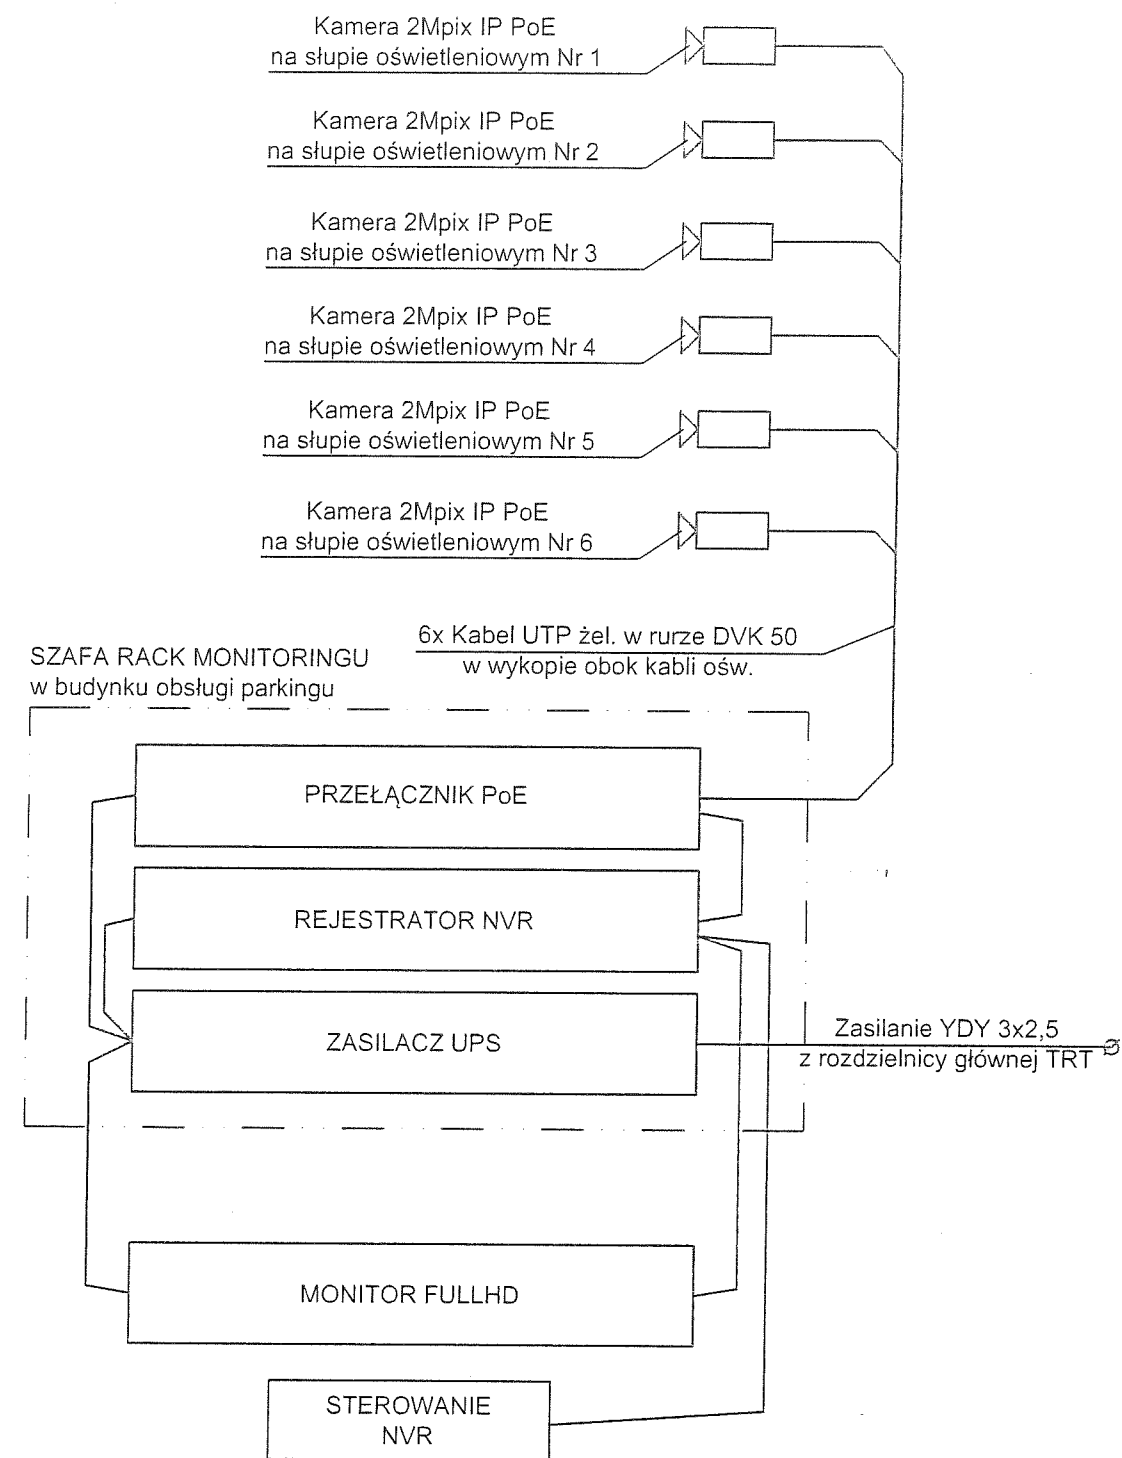 Kamera 2Mpix IP PoE
na słupie oświetleniowym Nr 1
Kamera 2Mpix IP PoE
na słupie oświetleniowym Nr 2
Kamera 2Mpix IP PoE
na słupie oświetleniowym Nr 3
Kamera 2Mpix IP PoE
na słupie oświetleniowym Nr 4
Kamera 2Mpix IP PoE
na słupie oświetleniowym Nr 5
Kamera 2Mpix IP PoE
na słupie oświetleniowym Nr 6
6x Kabel UTP żel. w rurze DVK 50
w wykopie obok kabli ośw.
SZAFA RACK MONITORINGU
w budynku obsługi parkingu
PRZEŁĄCZNIK PoE
REJESTRATOR NVR
ZASILACZ UPS
Zasilanie YDY 3x2,5
z rozdzielnicy głównej TRT
MONITOR FULLHD
STEROWANIE
NVR